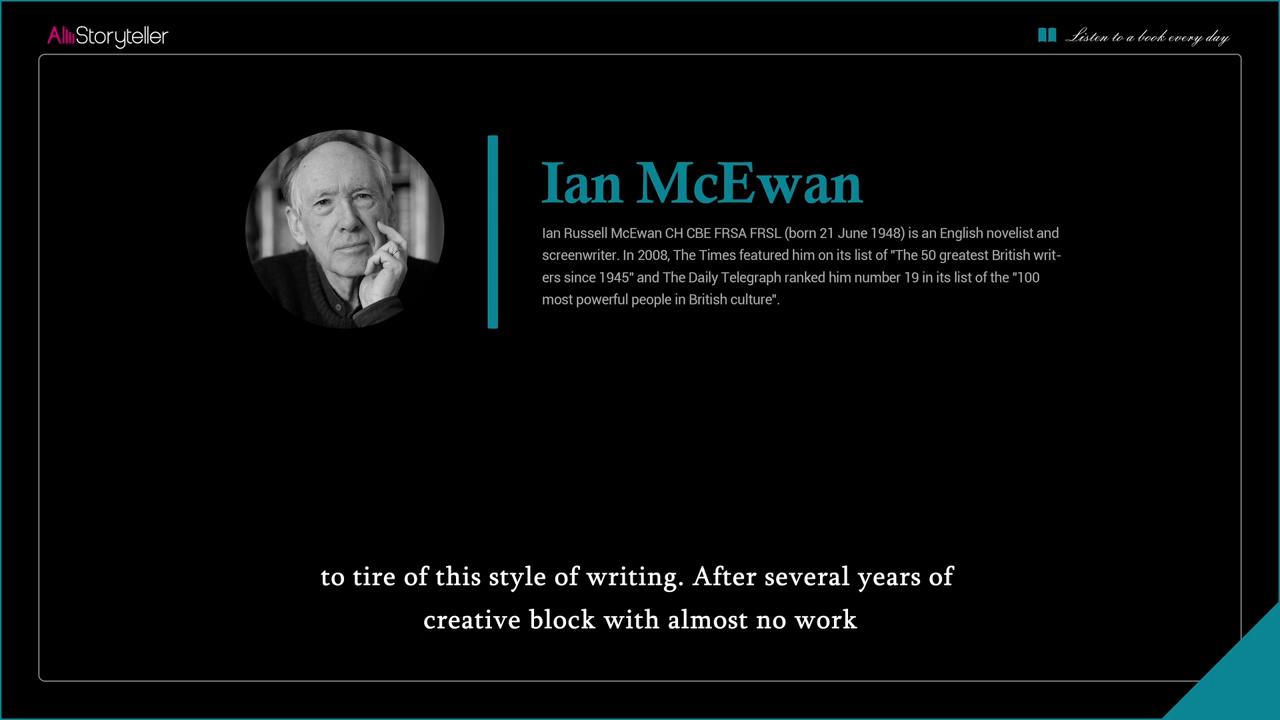 AllStoryteller
Listen to a book every day
Ian McEwan
Ian Russell McEwan CH CBE FRSA FRSL (born 21 June 1948) is an English novelist and
screenwriter. In 2008, The Times featured him on its list of "The 50 greatest British writ-
ers since 1945" and The Daily Telegraph ranked him number 19 in its list of the "100
most powerful people in British culture".
to tire of this style of writing. After several years of
creative block with almost no work